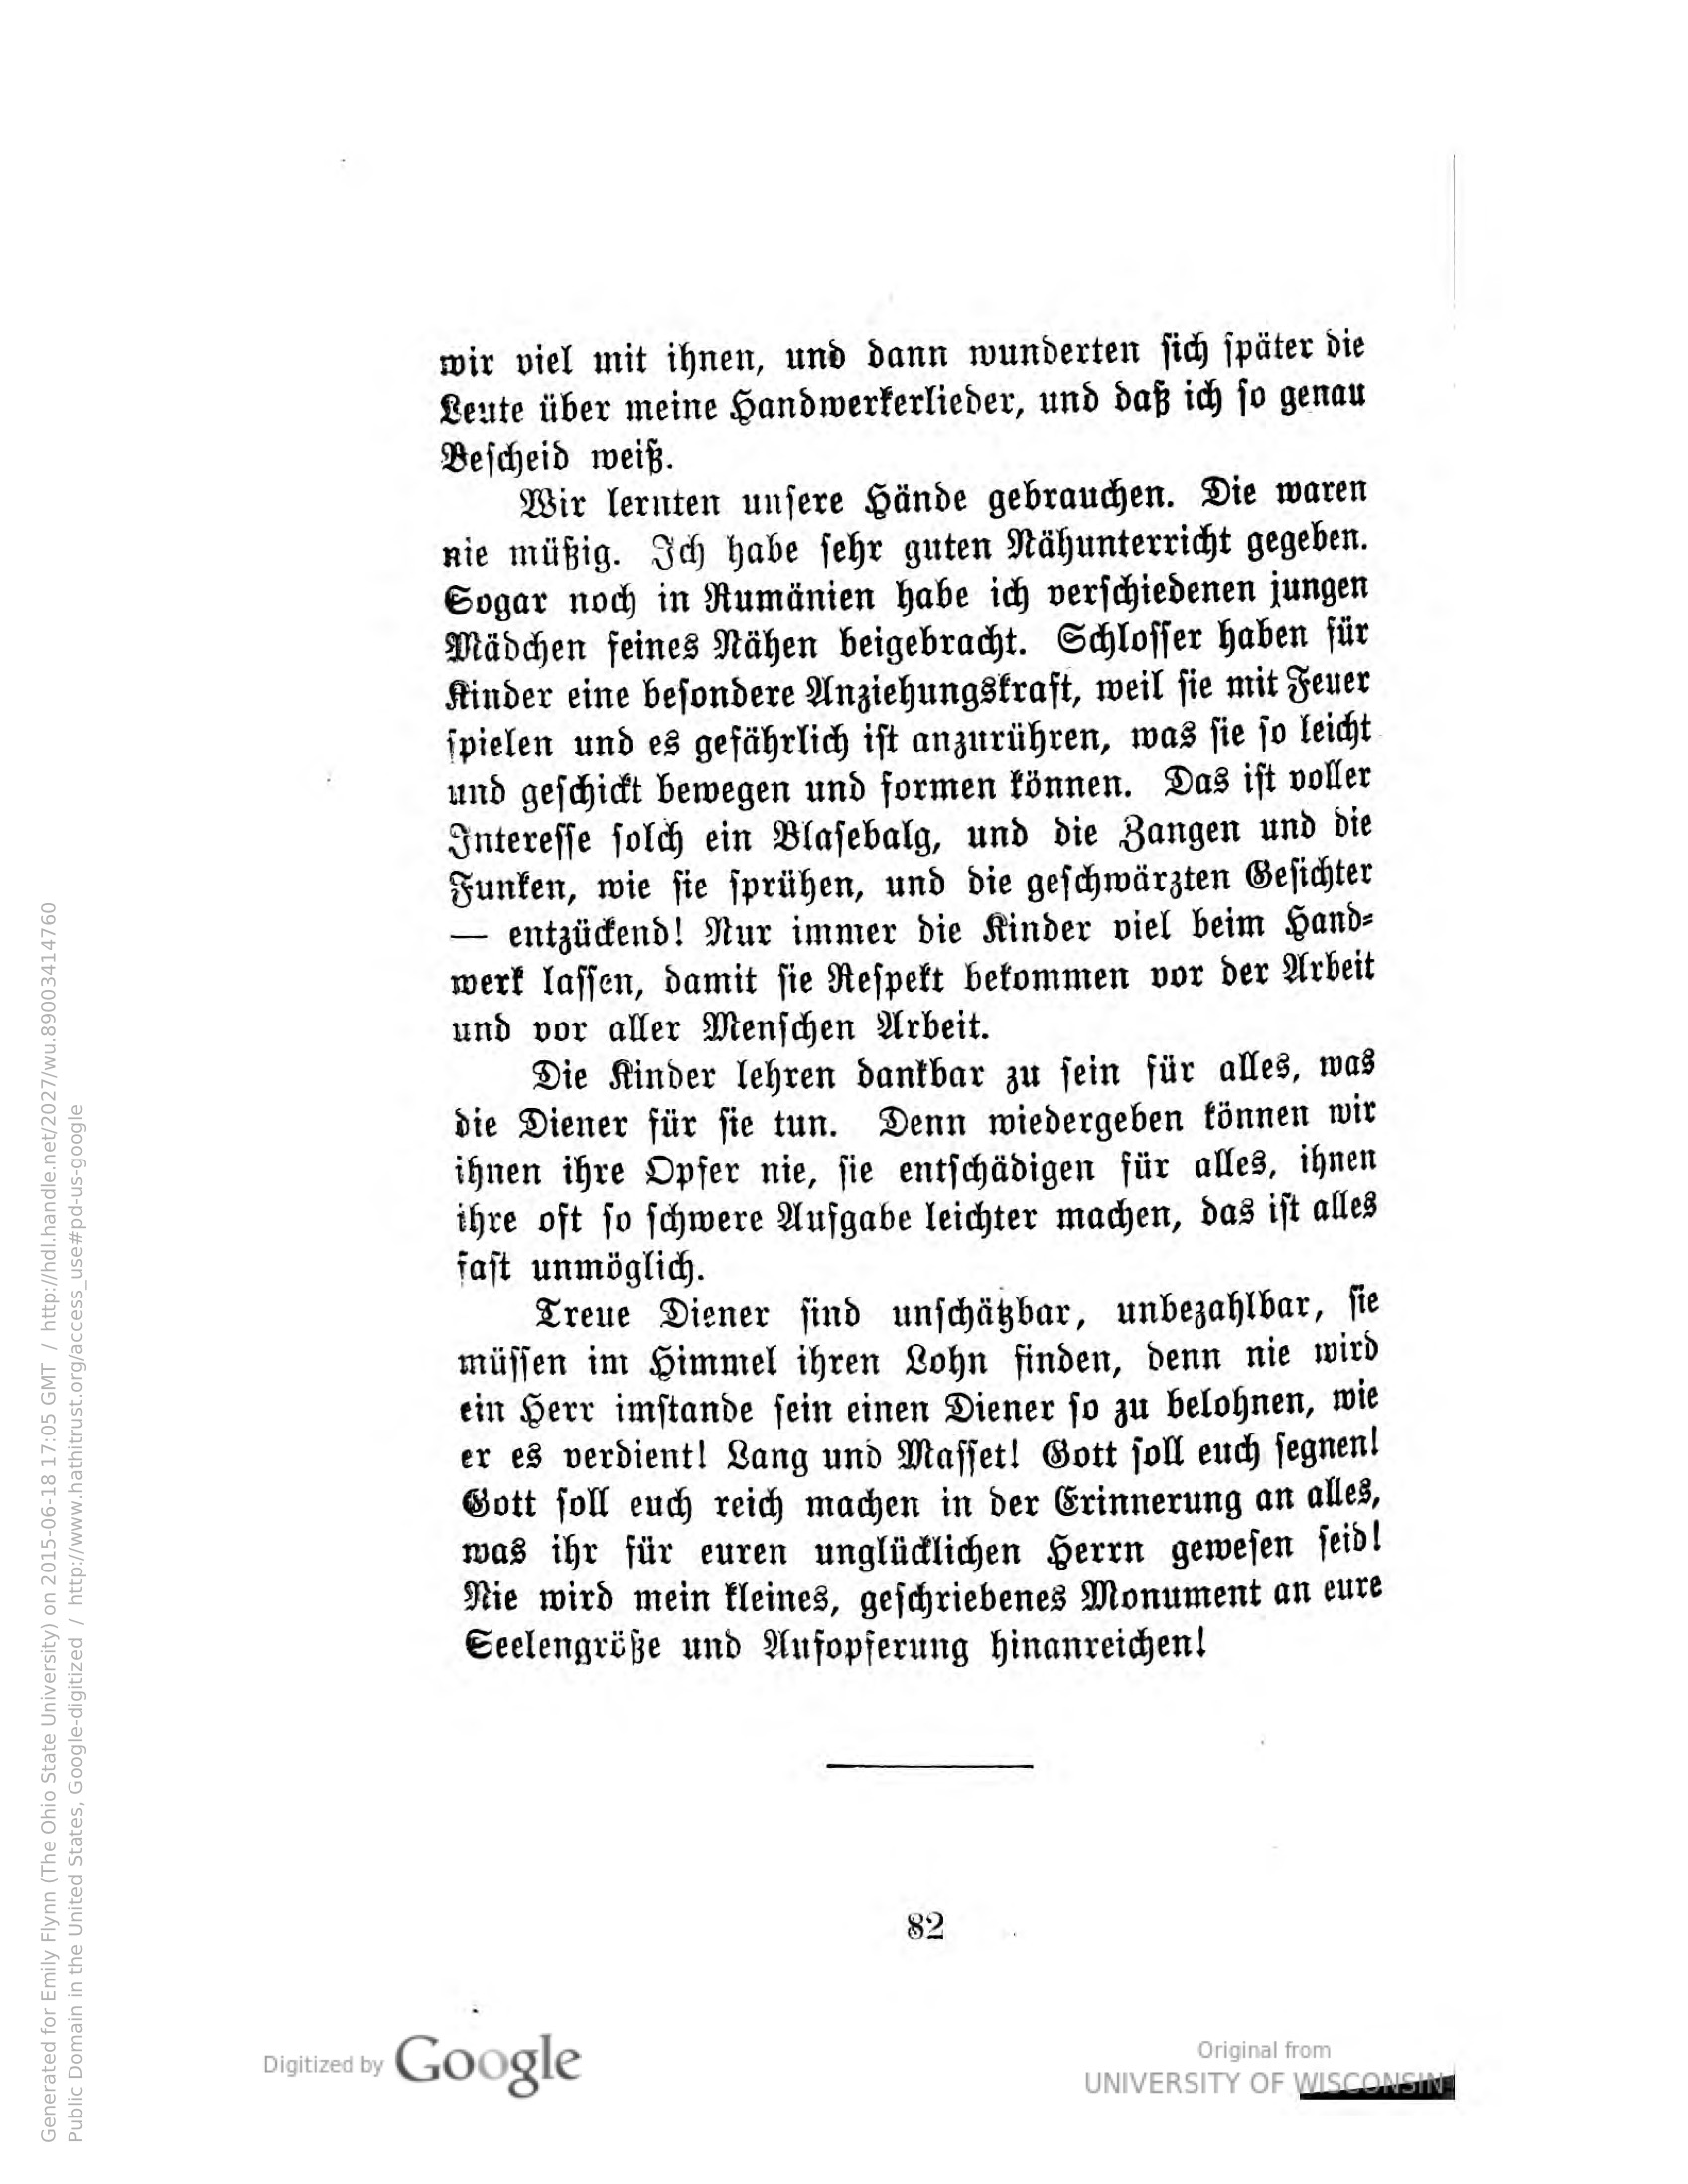 wir viel mit ihnen, und dann wunderten sich später die
Leute über meine Handwerkerlieder, und daß ich so genau
Bescheid weiß.
Wir lernten unsere Hände gebrauchen. Die waren
nie müßig. Ich habe sehr guten Nähunterricht gegeben.
Sogar noch in Rumänien habe ich verschiedenen jungen
Mädchen feines Nähen beigebracht. Schlosser haben für
Kinder eine besondere Anziehungskraft, weil sie mit Feuer
spielen und es gefährlich ist anzurühren, was sie so leicht
und geschickt bewegen und formen können. Das ist voller
Interesse solch ein Blasebalg, und die Zangen und die
Funken, wie sie sprühen, und die geschwärzten Gesichter
— entzückend! Nur immer die Kinder viel beim Hand-
werk lassen, damit sie Respekt bekommen vor der Arbeit
und vor aller Menschen Arbeit.
Die Kinder lehren dankbar zu sein für alles, was
die Diener für sie tun. Denn wiedergeben können wir
ihnen ihre Opfer nie, sie entschädigen für alles, ihnen
ihre oft so schwere Aufgabe leichter machen, das ist alles
fast unmöglich.
Treue Diener sind unschätzbar, unbezahlbar, sie
müssen im Himmel ihren Lohn finden, denn nie wird
ein Herr imstande sein einen Diener so zu belohnen, wie
er es verdient! Lang und Masset! Gott soll euch segnen!
Gott soll euch reich machen in der Erinnerung an alles,
was ihr für euren unglücklichen Herrn gewesen seid!
Nie wird mein kleines, geschriebenes Monument an eure
Seelengröße und Aufopferung hinanreichen!
82
Digitized by Google
Original from
UNIVERSITY OF WISCONSIN
Generated for Emily Flynn (The Ohio State University) on 2015-06-18 17:05 GMT / http://hdl.handle.net/2027/wu.89003414760
Public Domain in the United States, Google-digitized / http://www.hathitrust.org/access_use#pd-us-google